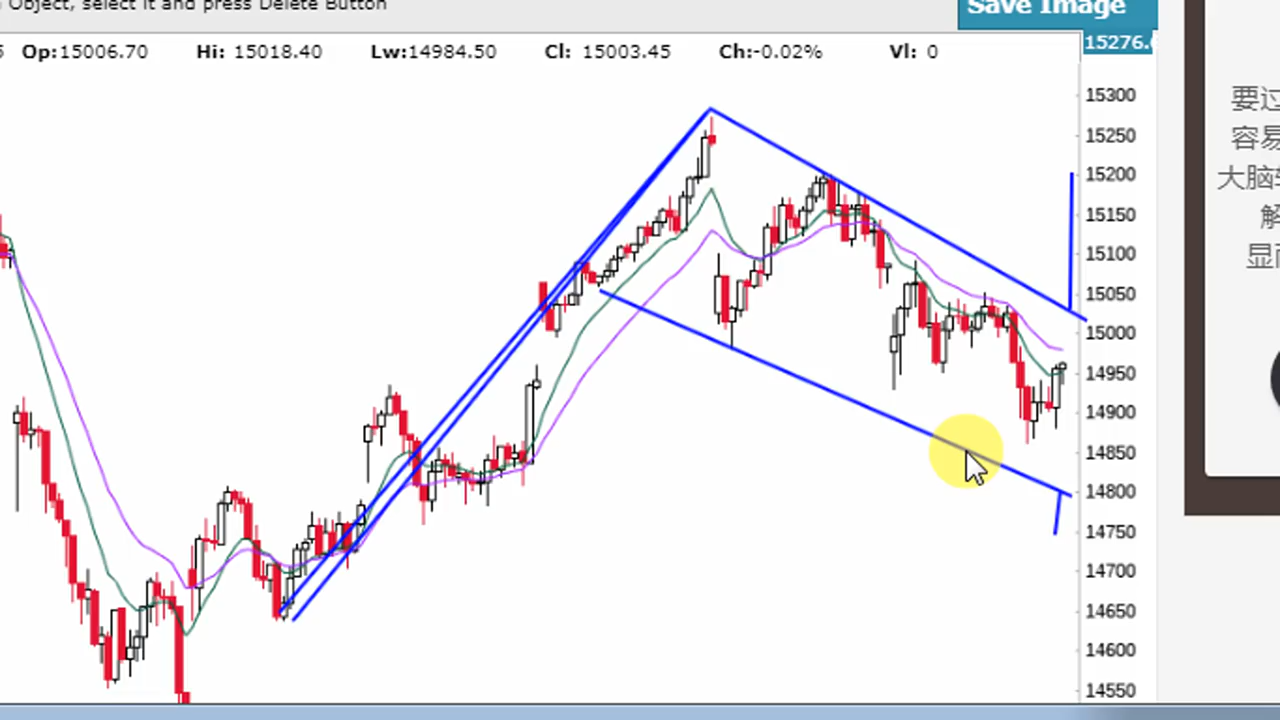 Object, select it and press Delete Button
Save Image
Op:15006.70 Hi: 15018.40 Lw:14984.50 Cl: 15003.45 Ch:-0.02% Vl: 0
15276.
15300
15250
15200
15150
15100
15050
15000
14950
14900
14850
14800
14750
14700
14650
14600
14550
要过
容易
大脑
解
显而